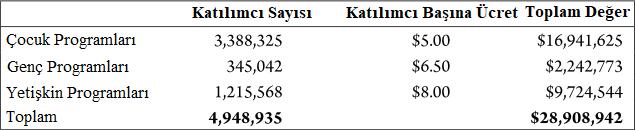 Katılımcı Sayısı Katılımcı Başına Ücret Toplam Değer
Çocuk Programları 3,388,325 $5.00 $16,941,625
Genç Programları 345,042 $6.50 $2,242,773
Yetişkin Programları 1,215,568 $8.00 $9,724,544
Toplam 4,948,935 $28,908,942